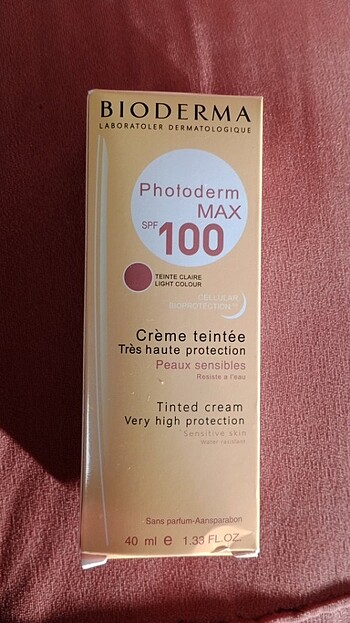 BIODERMA
LABORATOLER DERMATOLOGIQUE
Photoderm
MAX
SPF 100
TEINTE CLAIRE
LIGHT COLOUR
CELLULAR
BIOPROTECTION
Crème teintée
Très haute protection
Peaux sensibles
Resiste a l'eau
Tinted cream
Very high protection
Sensitive skin
Water resistant
Sans parfum-Aansparabon
40 ml e 1.33 FL.OZ.